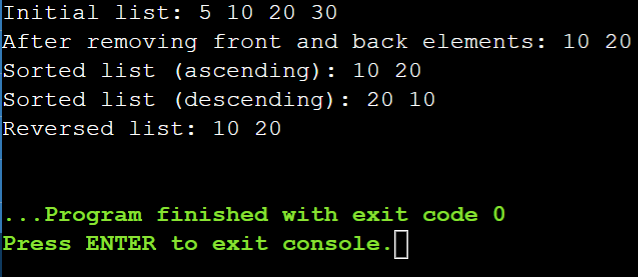 Initial list: 5 10 20 30
After removing front and back elements: 10 20
Sorted list (ascending): 10 20
Sorted list (descending): 20 10
Reversed list: 10 20
...Program finished with exit code 0
Press ENTER to exit console.